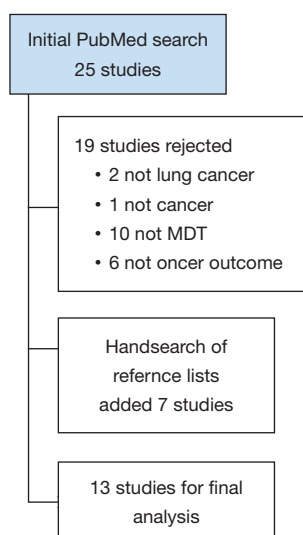 Initial PubMed search
25 studies
19 studies rejected
• 2 not lung cancer
• 1 not cancer
• 10 not MDT
• 6 not oncer outcome
Handsearch of
refernce lists
added 7 studies
13 studies for final
analysis